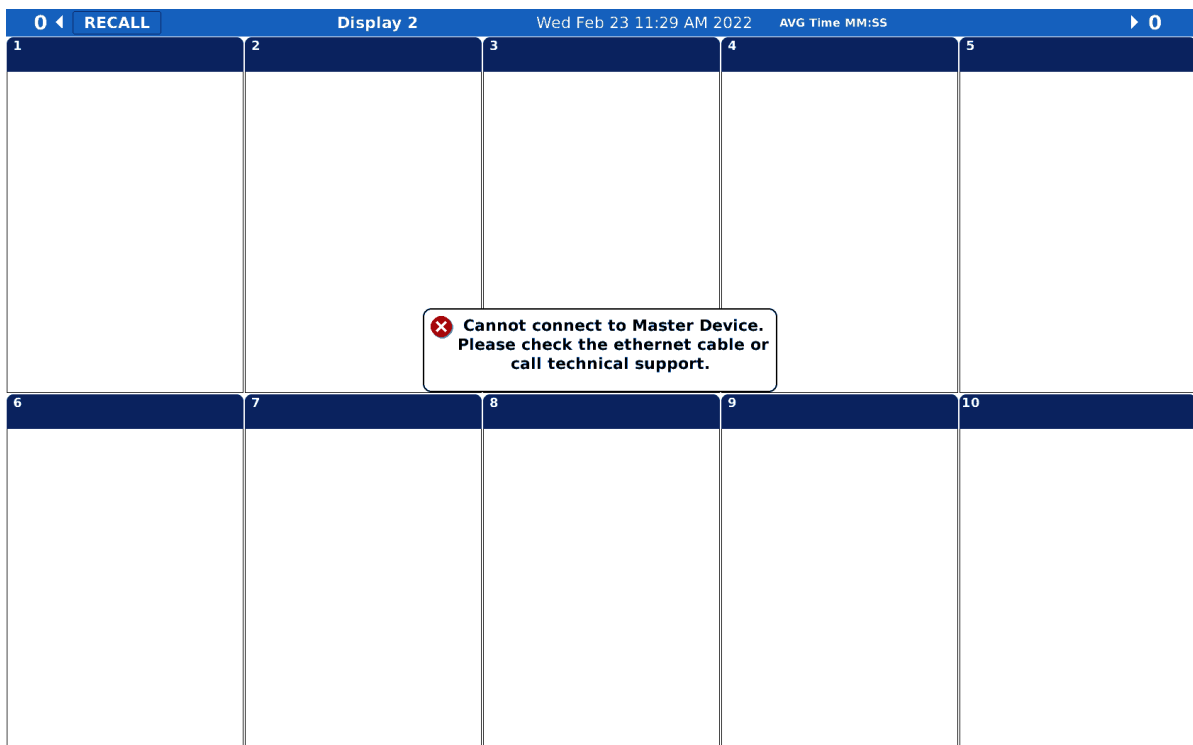 0 RECALL Display 2 Wed Feb 23 11:29 AM 2022 AVG Time MM:SS 0
1 2 3 4 5
Cannot connect to Master Device.
Please check the ethernet cable or
call technical support.
6 7 8 9 10